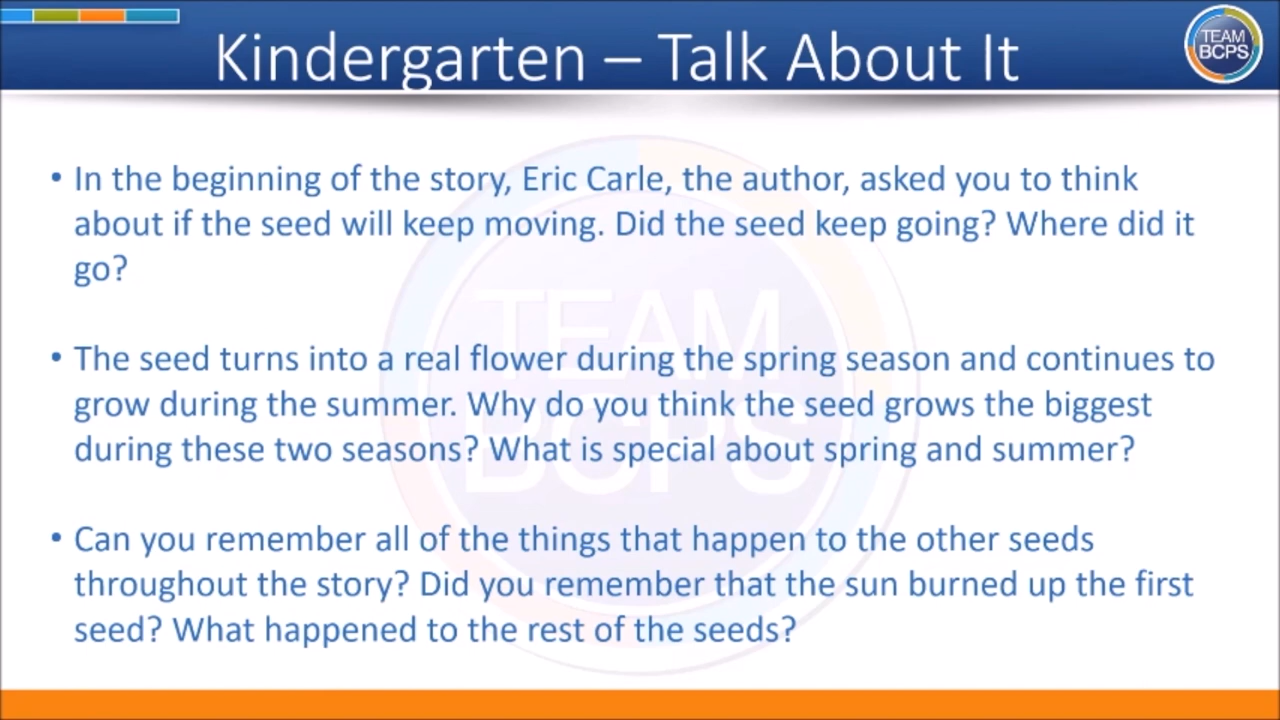 Kindergarten – Talk About It
TEAM
BCPS
• In the beginning of the story, Eric Carle, the author, asked you to think
about if the seed will keep moving. Did the seed keep going? Where did it
go?
• The seed turns into a real flower during the spring season and continues to
grow during the summer. Why do you think the seed grows the biggest
during these two seasons? What is special about spring and summer?
• Can you remember all of the things that happen to the other seeds
throughout the story? Did you remember that the sun burned up the first
seed? What happened to the rest of the seeds?
TEAM
BCPS